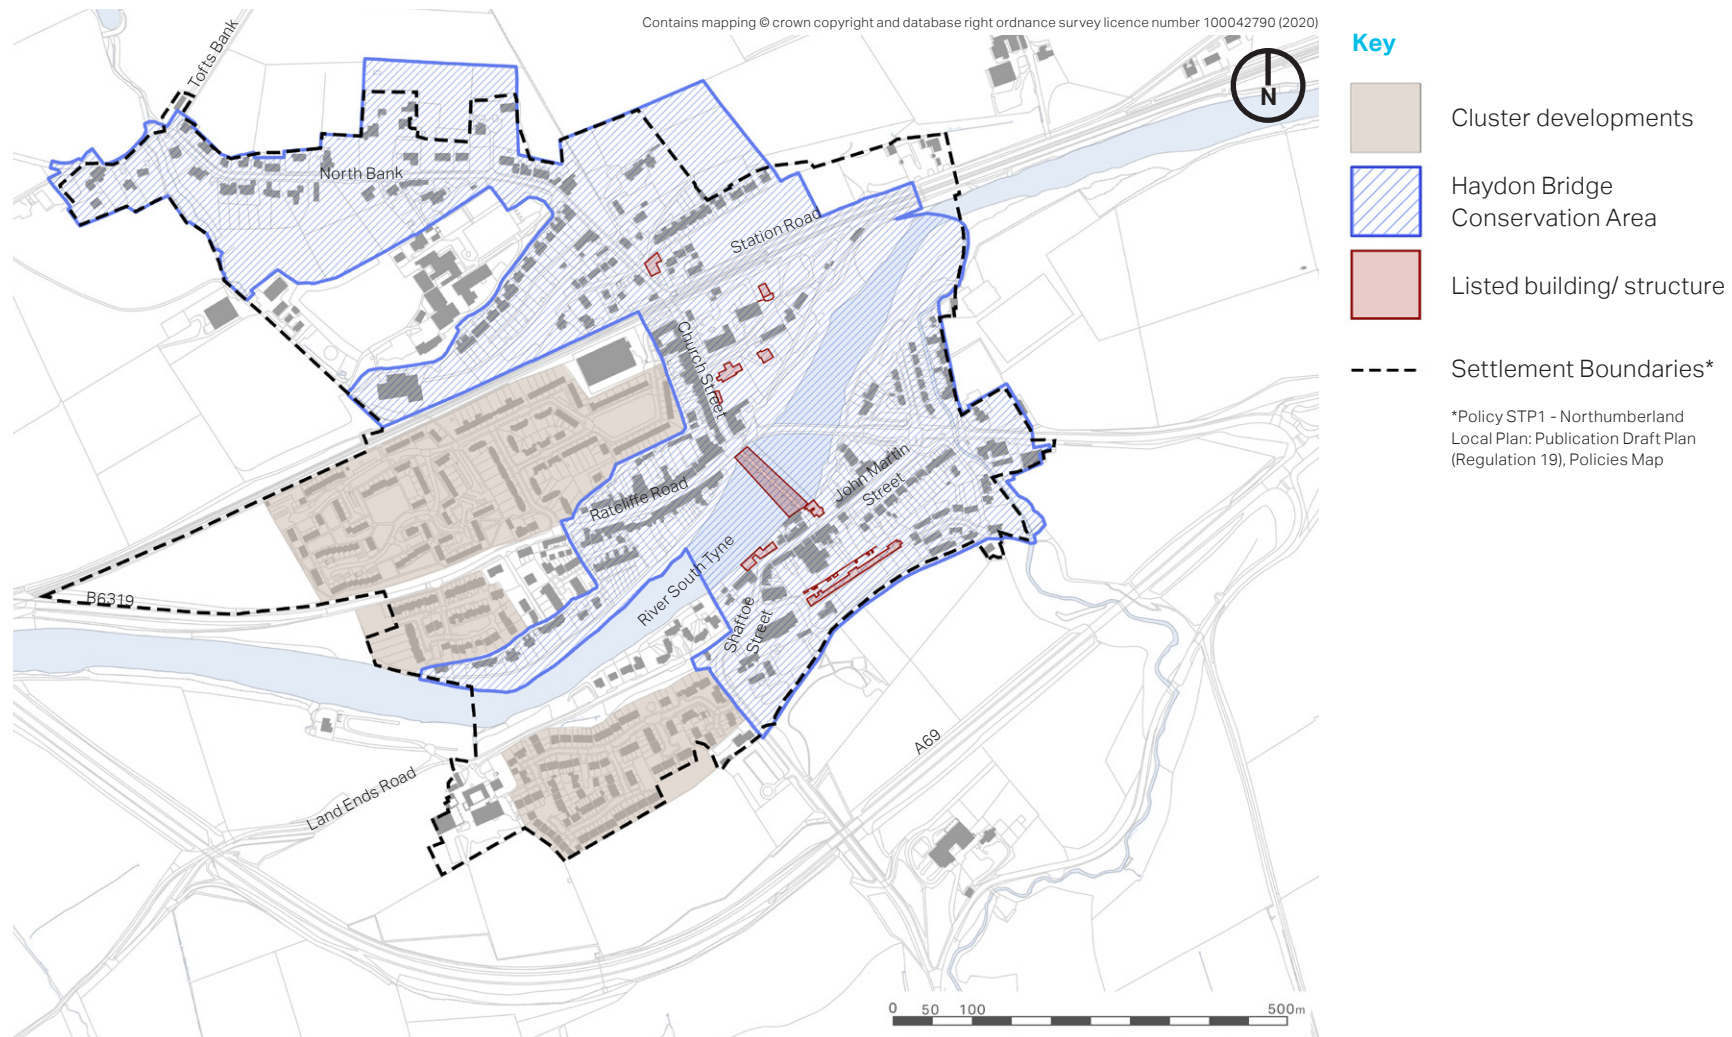 Contains mapping © crown copyright and database right ordnance survey licence number 100042790 (2020)
Key
Cluster developments
Haydon Bridge
Conservation Area
Listed building/ structure
Settlement Boundaries*
*Policy STP1 - Northumberland
Local Plan: Publication Draft Plan
(Regulation 19), Policies Map
N
Tofts Bank
North Bank
Station Road
Church Street
Ratcliffe Road
John Martin
Street
River South Tyne
B6319
Shaftoe
Street
A69
Land Ends Road
0 50 100 500m